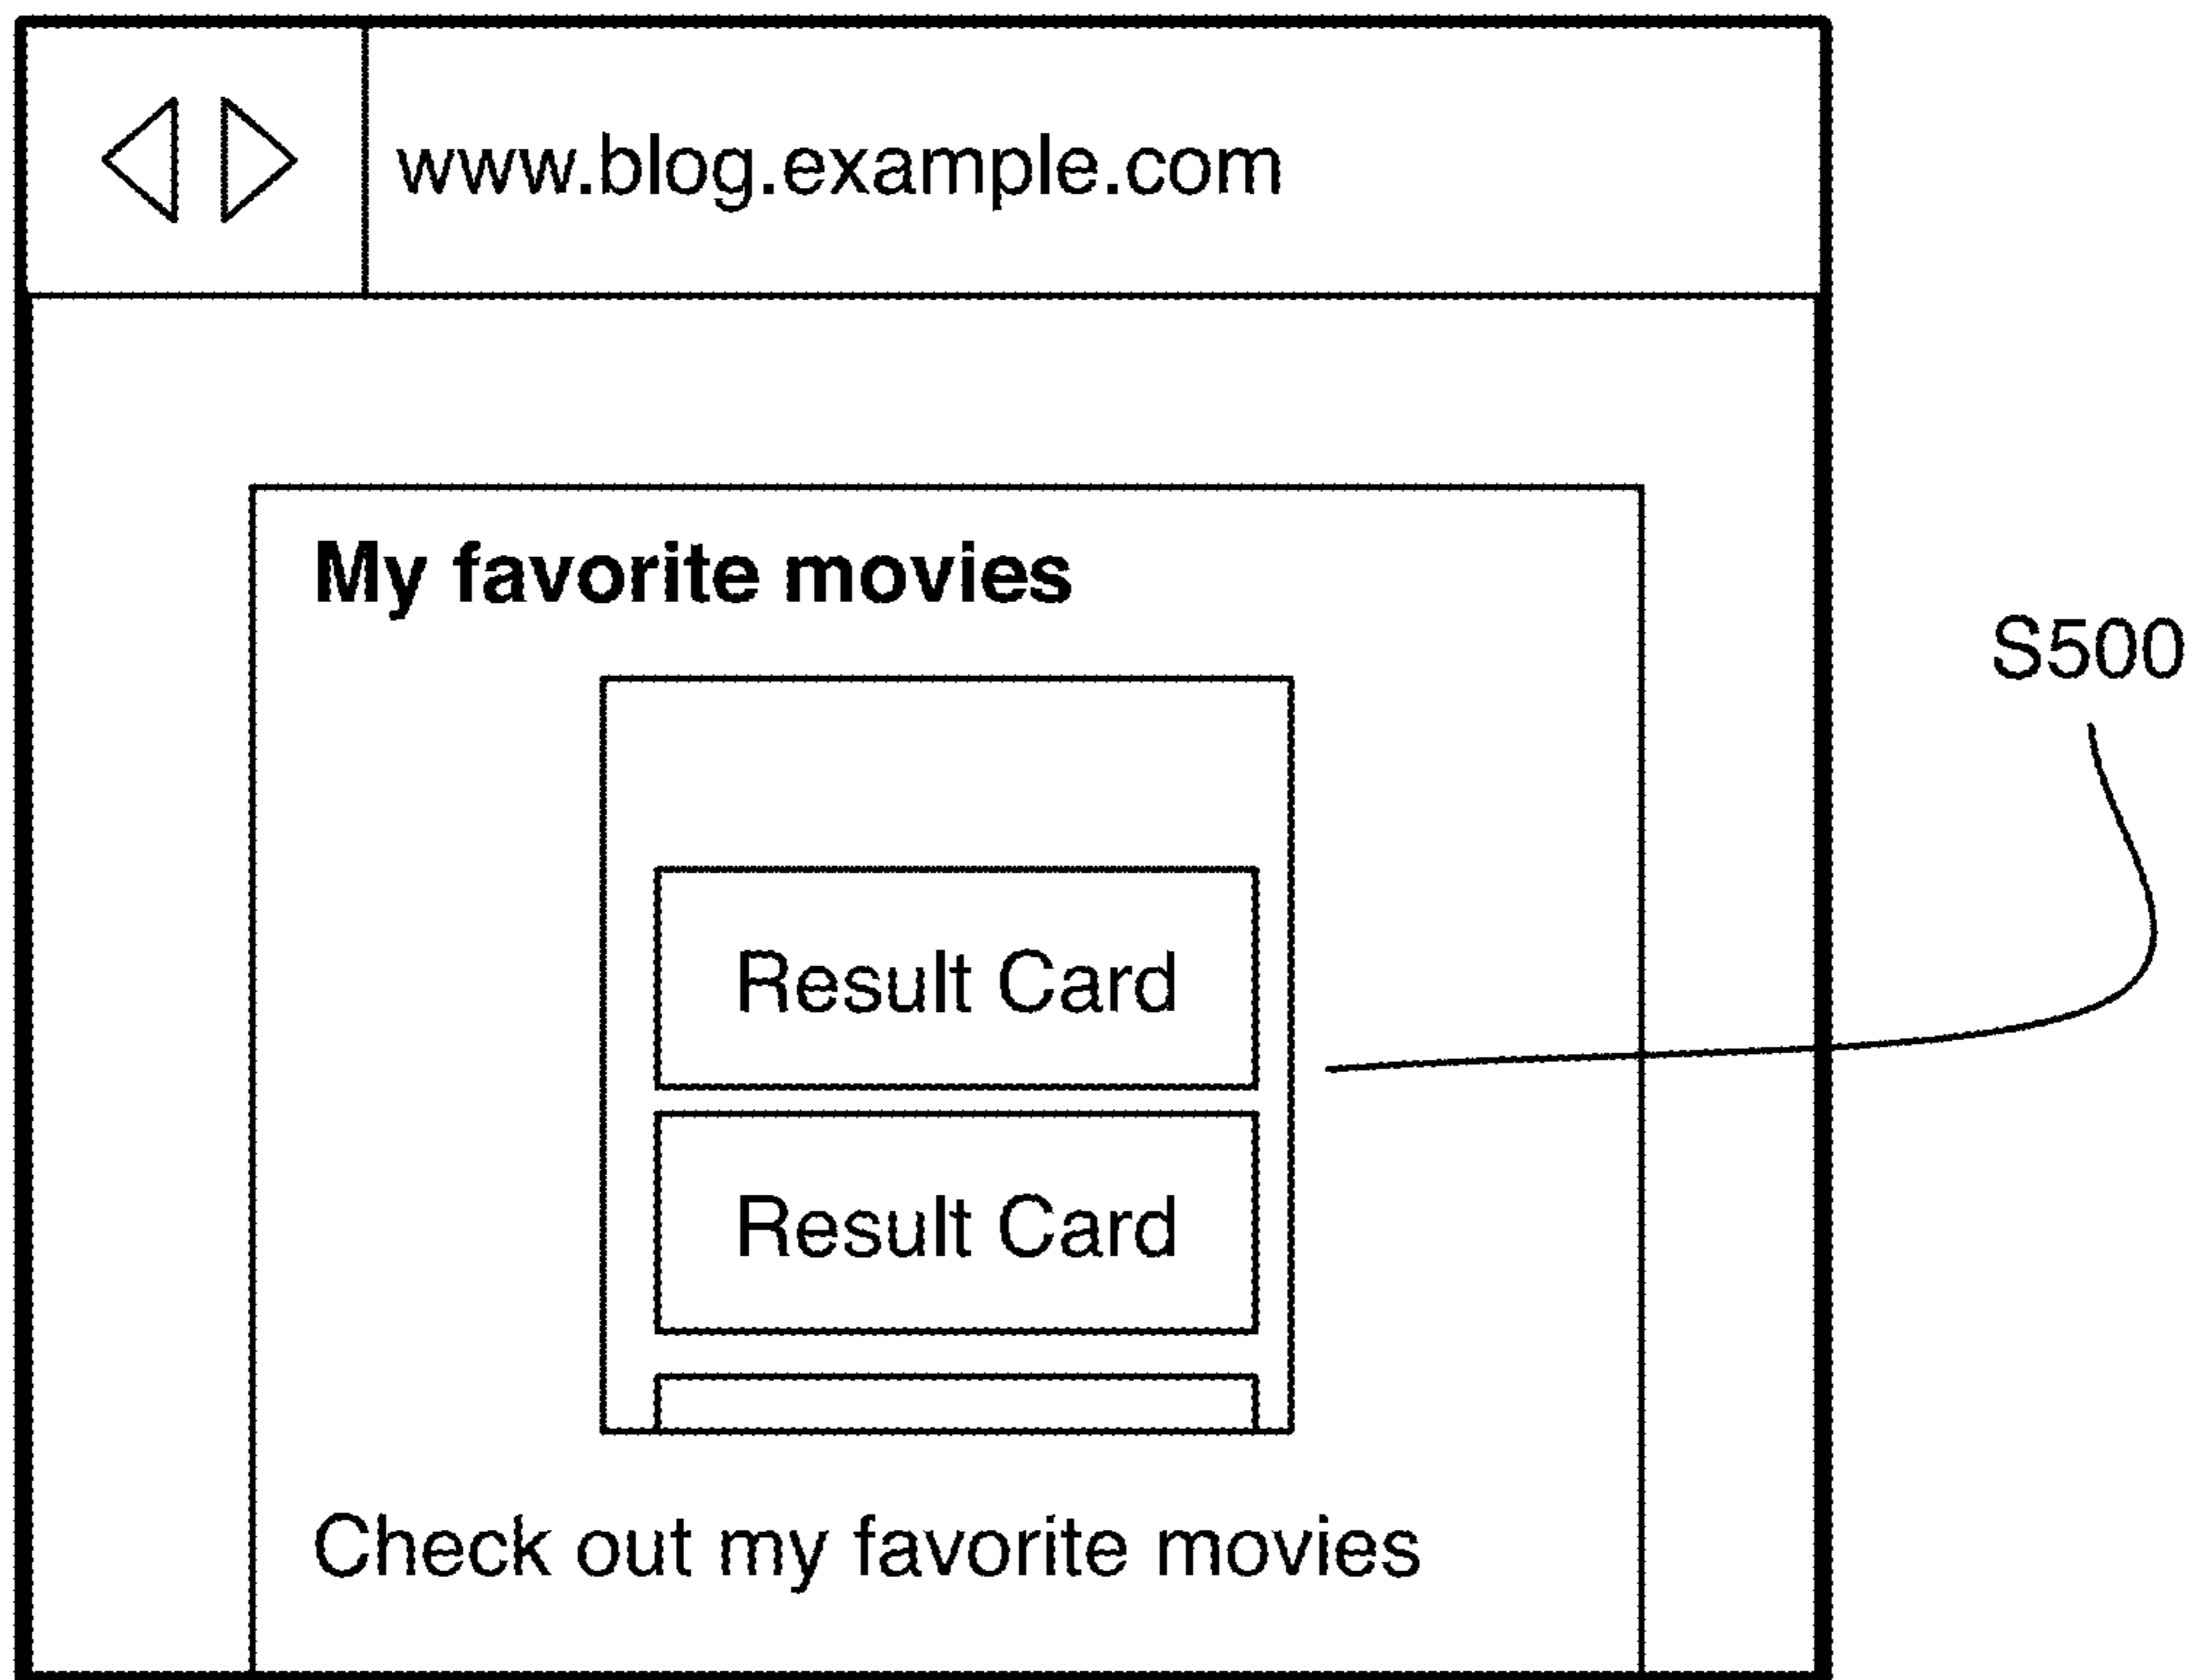 www.blog.example.com
My favorite movies
S500
Result Card
Result Card
Check out my favorite movies